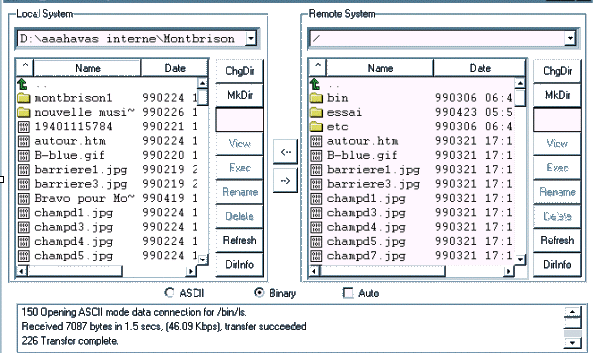 Local System
D:\aaahavas interne\Montbrison
^ Name Date
ChgDir
..
MkDir
montbrison1 990224 1
nouvelle musi~ 990226 1
19401115784 990221 1
autour.htm 990224 1
View
B-blue.gif 990220 1
barriere1.jpg 990219 2
Exec
barriere3.jpg 990219 2
Rename
Bravo pour Mo~ 990419 1
champd1.jpg 990224 1
Delete
champd3.jpg 990224 1
champd4.jpg 990224 1
Refresh
champd5.jpg 990224 1
DirInfo
<--
-->
Remote System
/
^ Name Date
ChgDir
..
MkDir
bin 990306 06:4
essai 990423 05:5
etc 990306 06:4
autour.htm 990321 17:1
View
B-blue.gif 990321 17:1
barriere1.jpg 990321 17:1
Exec
barriere3.jpg 990321 17:1
Rename
champd1.jpg 990321 17:1
champd3.jpg 990321 17:1
Delete
champd4.jpg 990321 17:1
champd5.jpg 990321 17:1
Refresh
champd7.jpg 990321 17:1
DirInfo
ASCII Binary Auto
150 Opening ASCII mode data connection for /bin/ls.
Received 7087 bytes in 1.5 secs, (46.09 Kbps), transfer succeeded
226 Transfer complete.